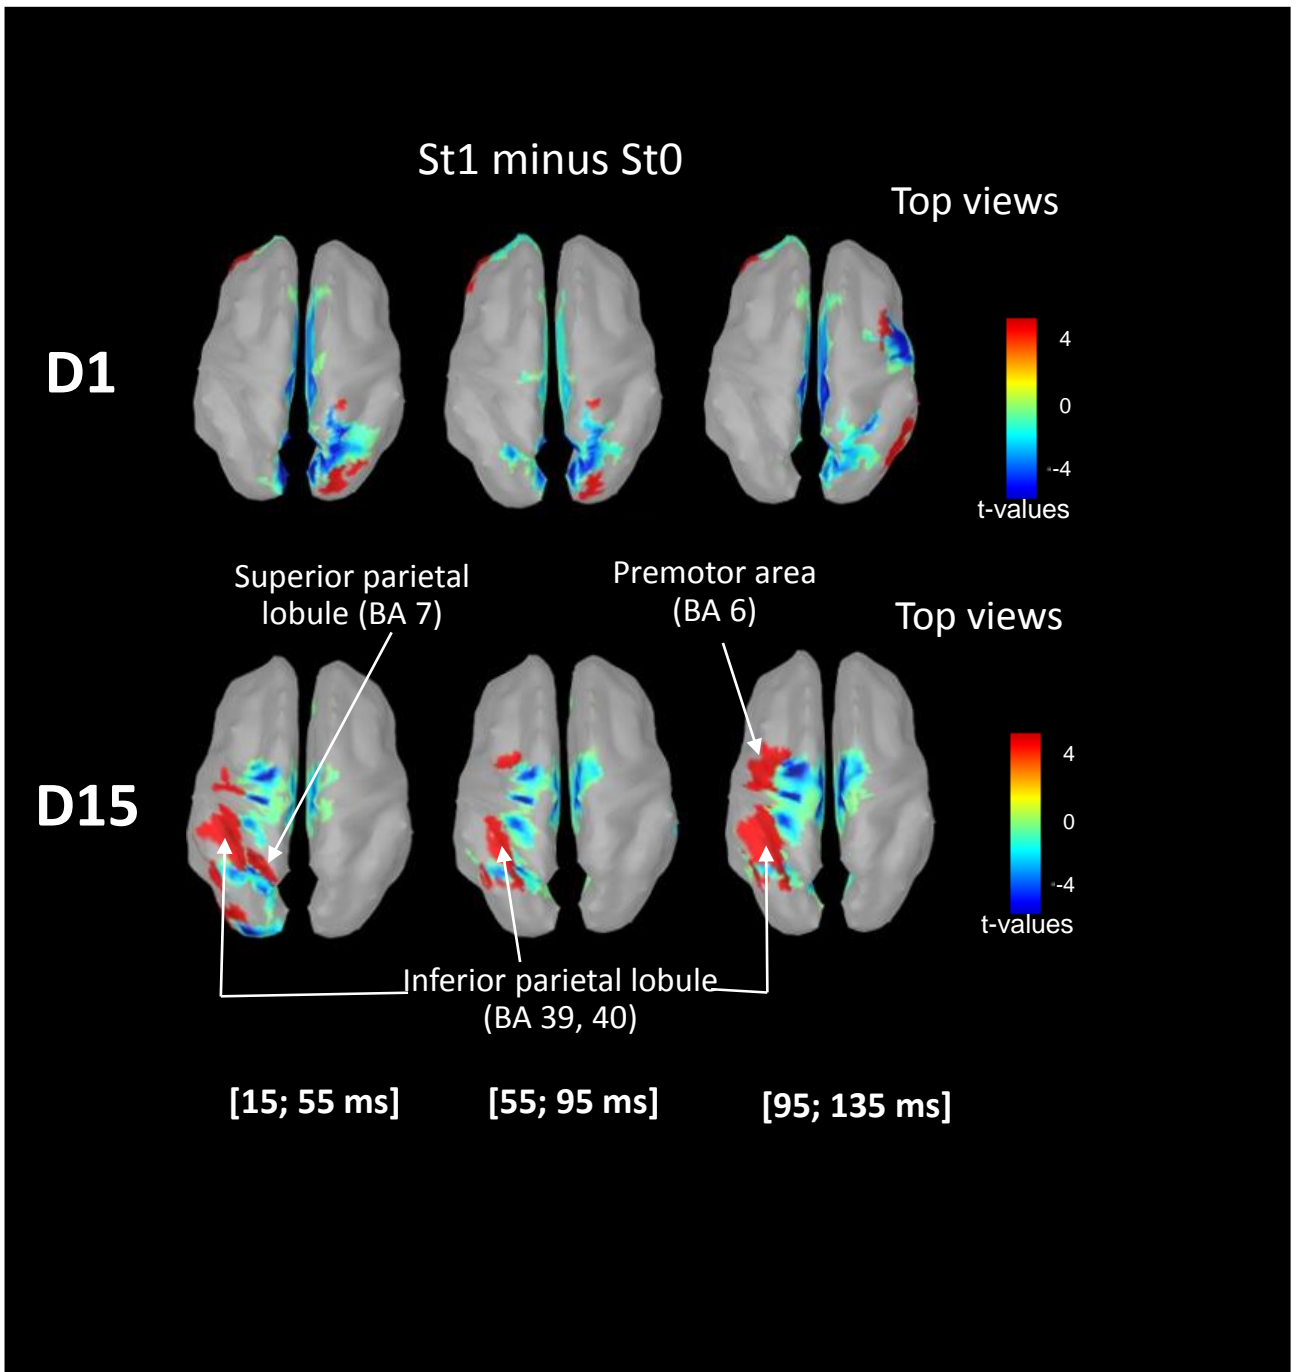 St1 minus St0
Top views
D1
4
0
-4
t-values
Superior parietal
lobule (BA 7)
Premotor area
(BA 6)
Top views
D15
4
0
-4
t-values
Inferior parietal lobule
(BA 39, 40)
[15; 55 ms]
[55; 95 ms]
[95; 135 ms]